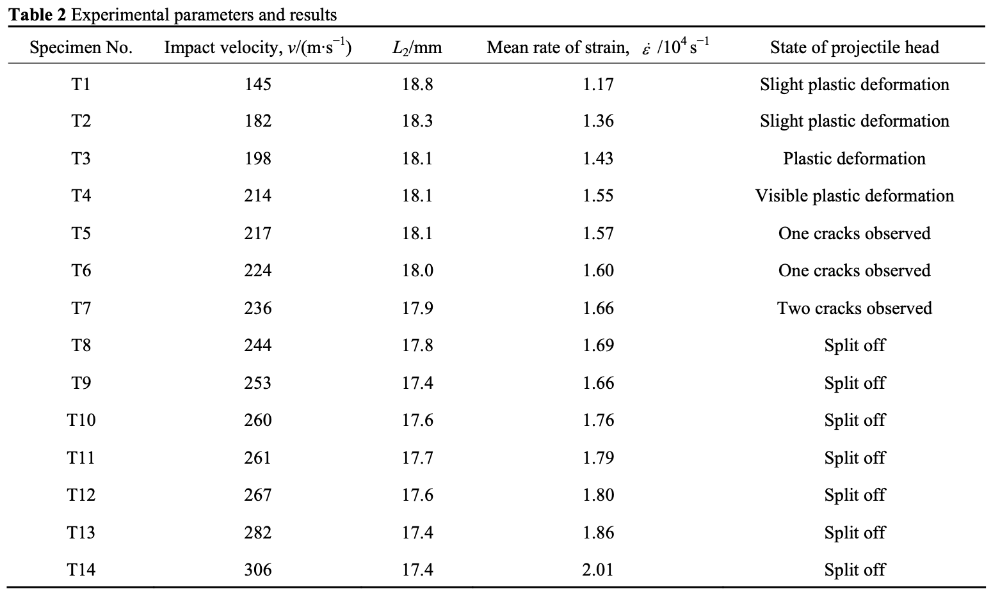 Table 2 Experimental parameters and results
Specimen No. Impact velocity, v/(m·s⁻¹) L₂/mm Mean rate of strain, ε̇ /10⁴ s⁻¹ State of projectile head
T1 145 18.8 1.17 Slight plastic deformation
T2 182 18.3 1.36 Slight plastic deformation
T3 198 18.1 1.43 Plastic deformation
T4 214 18.1 1.55 Visible plastic deformation
T5 217 18.1 1.57 One cracks observed
T6 224 18.0 1.60 One cracks observed
T7 236 17.9 1.66 Two cracks observed
T8 244 17.8 1.69 Split off
T9 253 17.4 1.66 Split off
T10 260 17.6 1.76 Split off
T11 261 17.7 1.79 Split off
T12 267 17.6 1.80 Split off
T13 282 17.4 1.86 Split off
T14 306 17.4 2.01 Split off